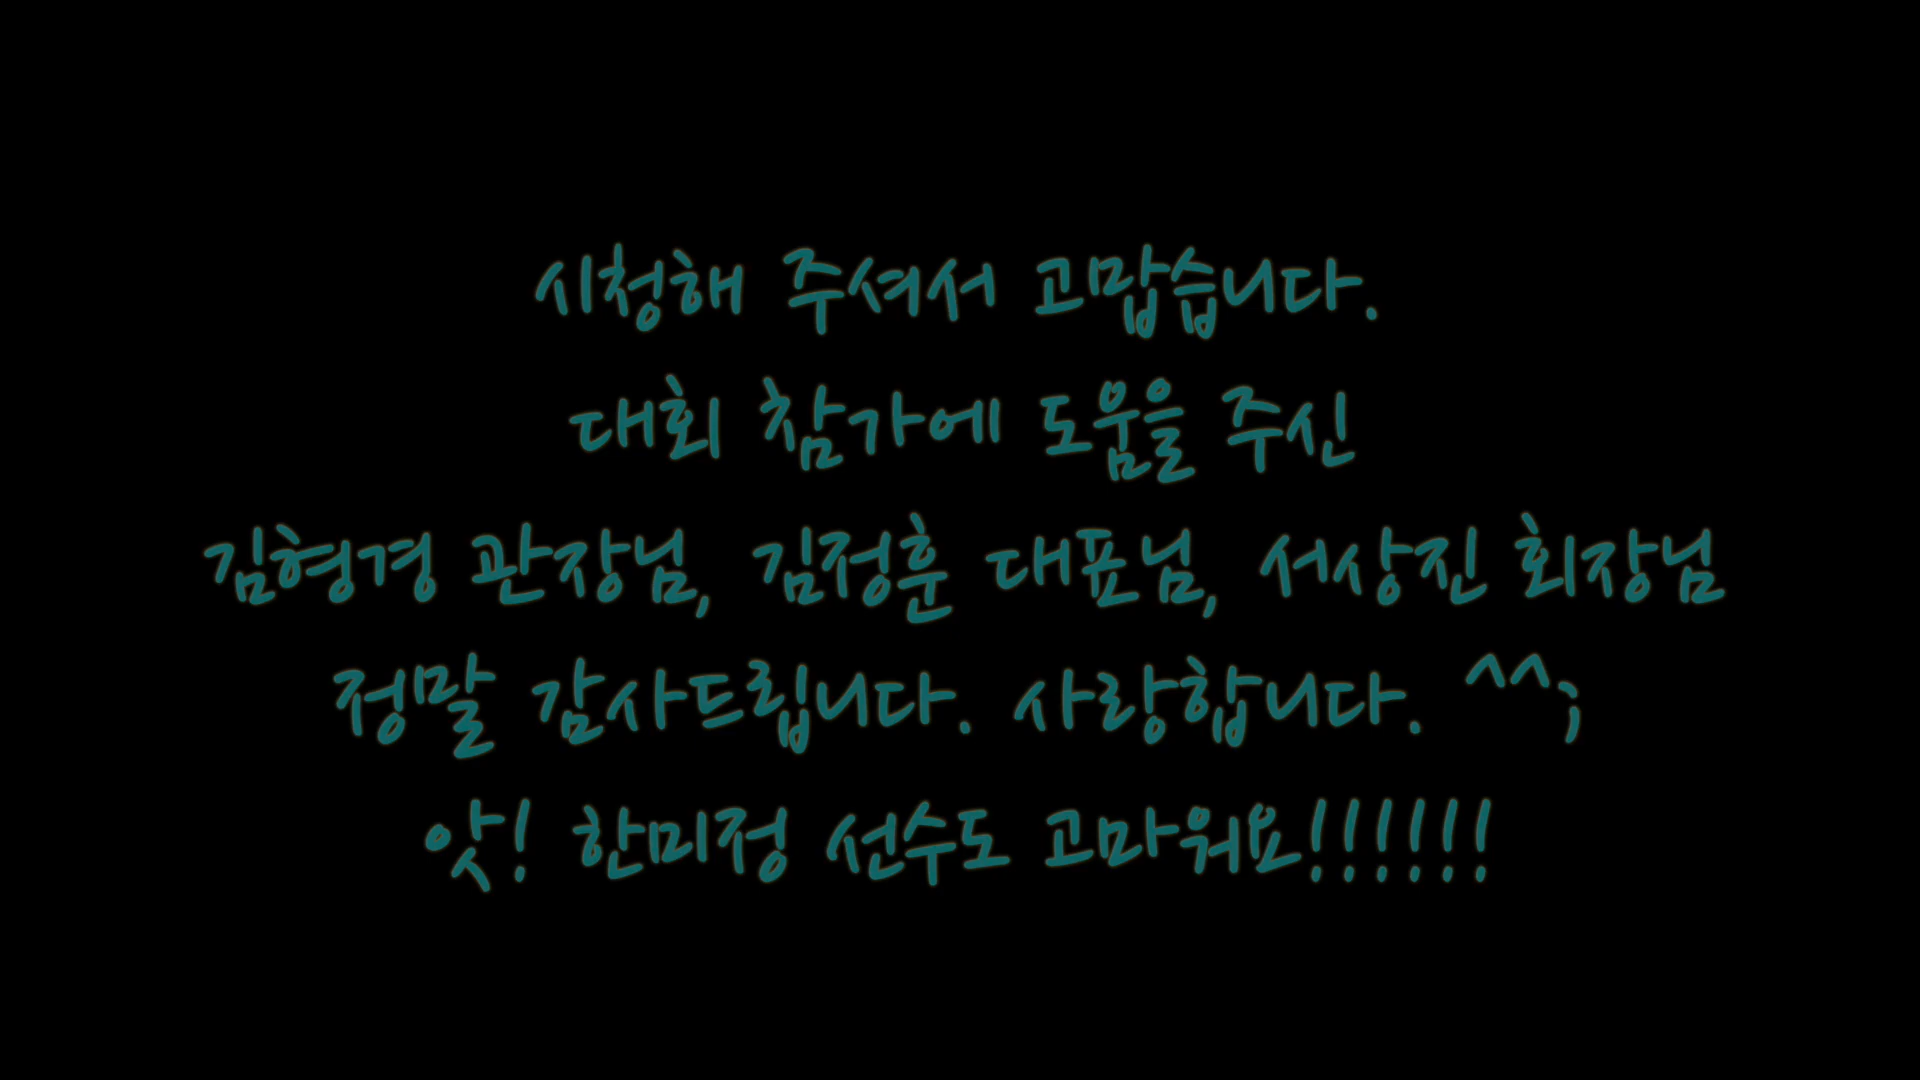 시청해 주셔서 고맙습니다.
대회 참가에 도움을 주신
김형경 관장님, 김정훈 대표님, 서상진 회장님
정말 감사드립니다. 사랑합니다. ^^;
앗! 한미정 선수도 고마워요!!!!!!